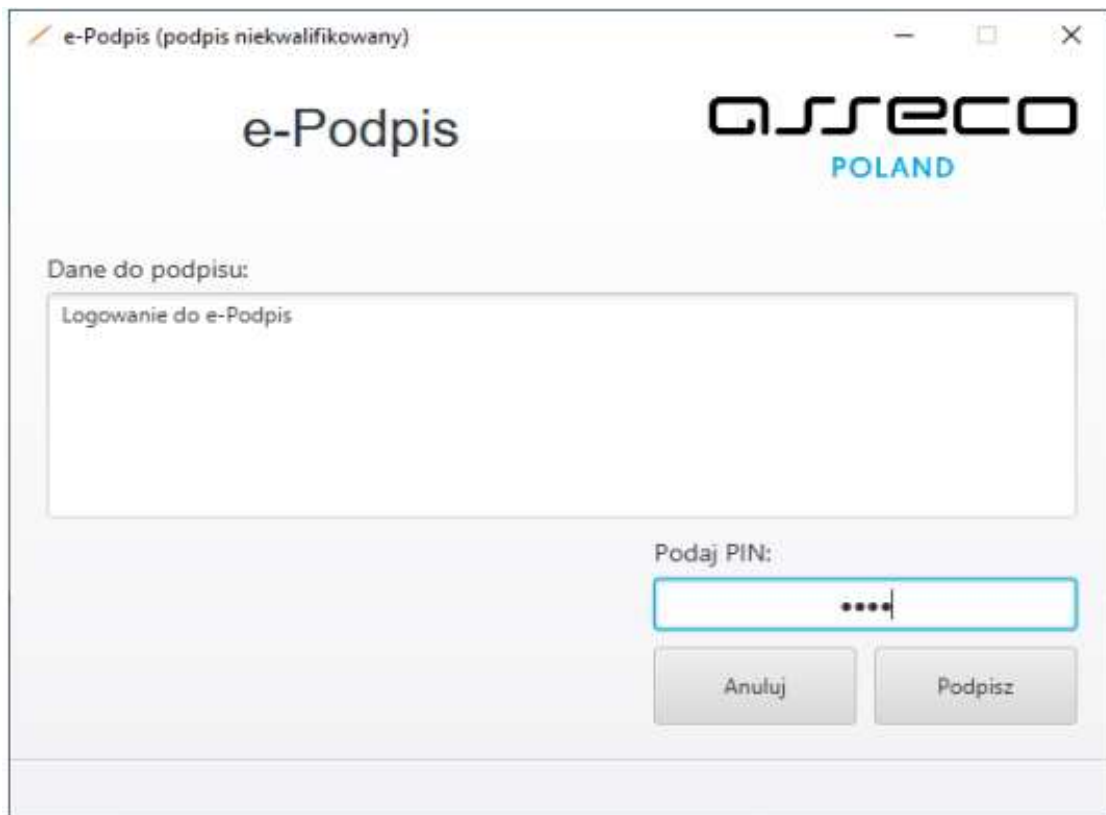 e-Podpis (podpis niekwalifikowany)
e-Podpis
asseco
POLAND
Dane do podpisu:
Logowanie do e-Podpis
Podaj PIN:
••••
Anuluj
Podpisz